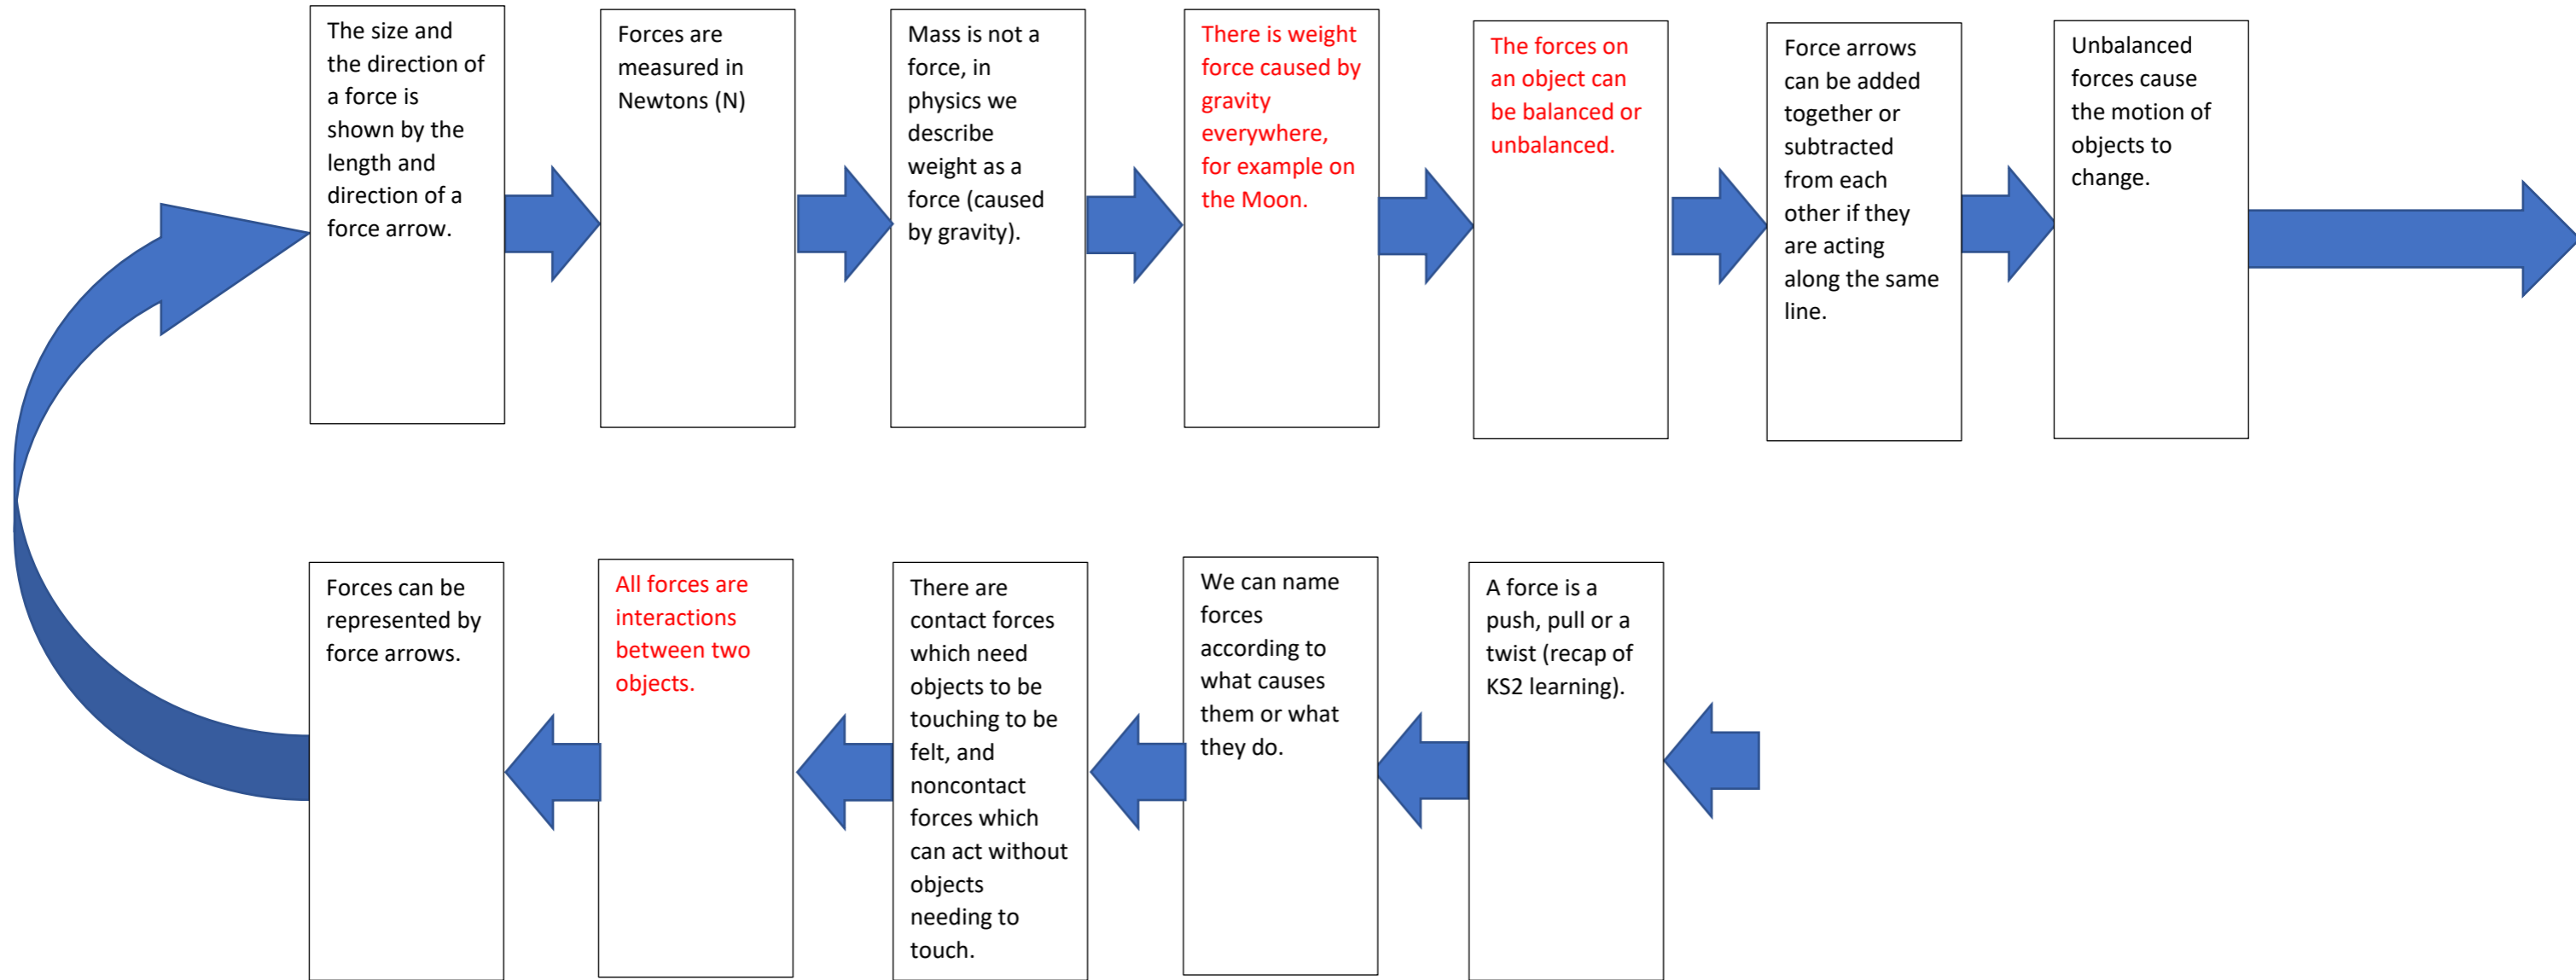 The size and
the direction of
a force is
shown by the
length and
direction of a
force arrow.
Forces are
measured in
Newtons (N)
Mass is not a
force, in
physics we
describe
weight as a
force (caused
by gravity).
There is weight
force caused by
gravity
everywhere,
for example on
the Moon.
The forces on
an object can
be balanced or
unbalanced.
Force arrows
can be added
together or
subtracted
from each
other if they
are acting
along the same
line.
Unbalanced
forces cause
the motion of
objects to
change.
Forces can be
represented by
force arrows.
All forces are
interactions
between two
objects.
There are
contact forces
which need
objects to be
touching to be
felt, and
noncontact
forces which
can act without
objects
needing to
touch.
We can name
forces
according to
what causes
them or what
they do.
A force is a
push, pull or a
twist (recap of
KS2 learning).